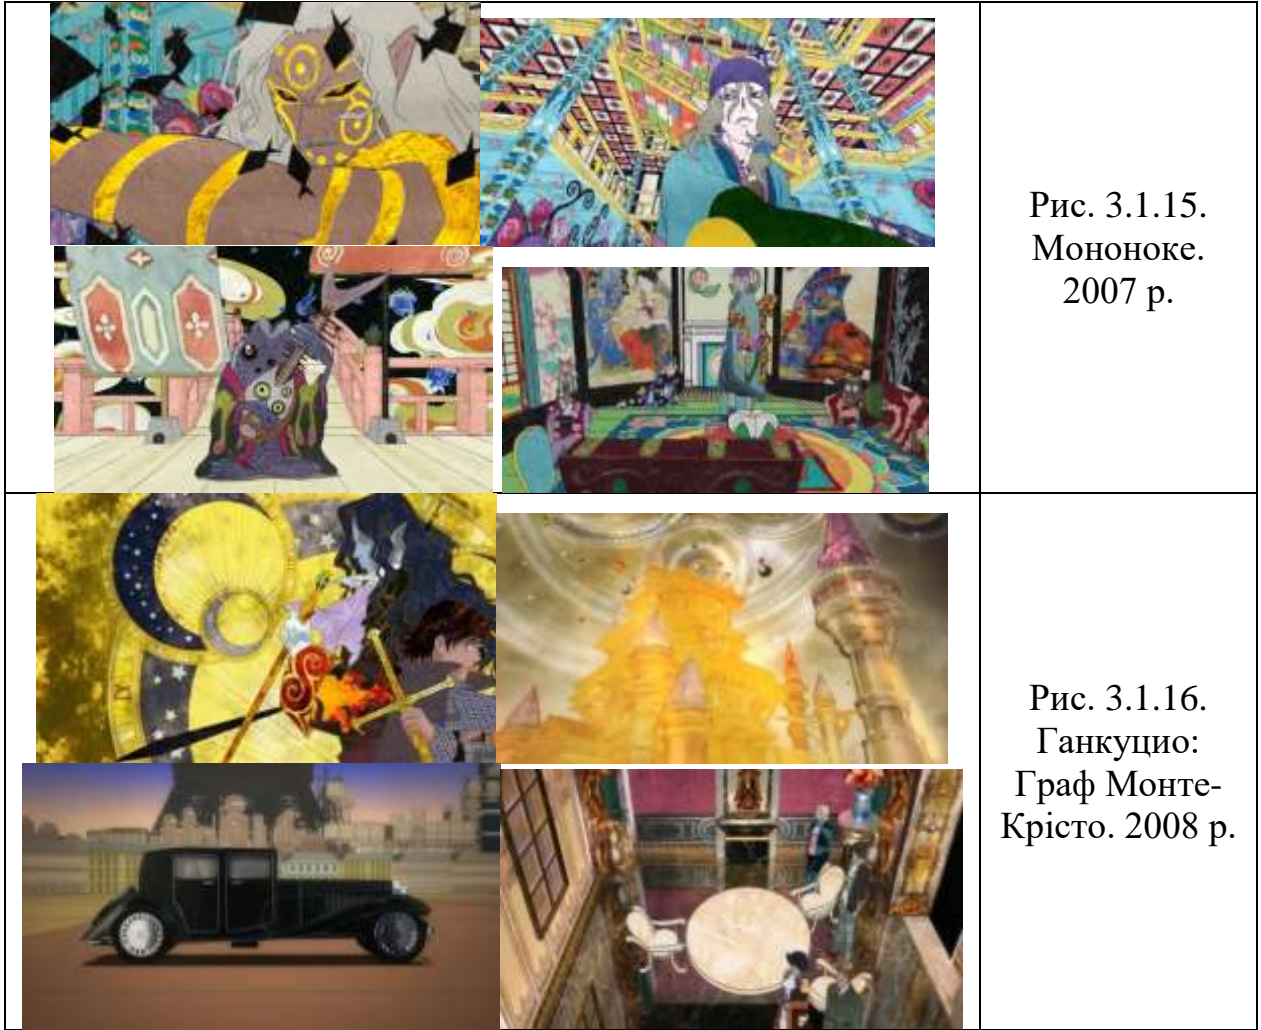 Рис. 3.1.15.
Мононоке.
2007 р.
Рис. 3.1.16.
Ганкуцио:
Граф Монте-
Крісто. 2008 р.